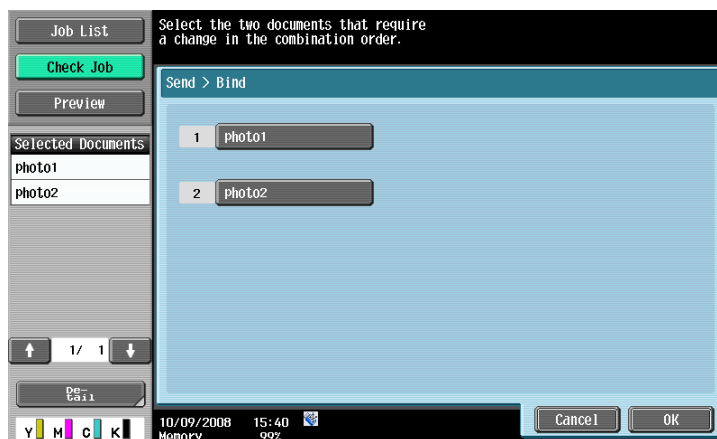 Job List
Check Job
Preview
Selected Documents
photo1
photo2
1/ 1
De-
tail
Y M C K
Select the two documents that require
a change in the combination order.
Send > Bind
1 photo1
2 photo2
10/09/2008 15:40
Memory 99%
Cancel OK